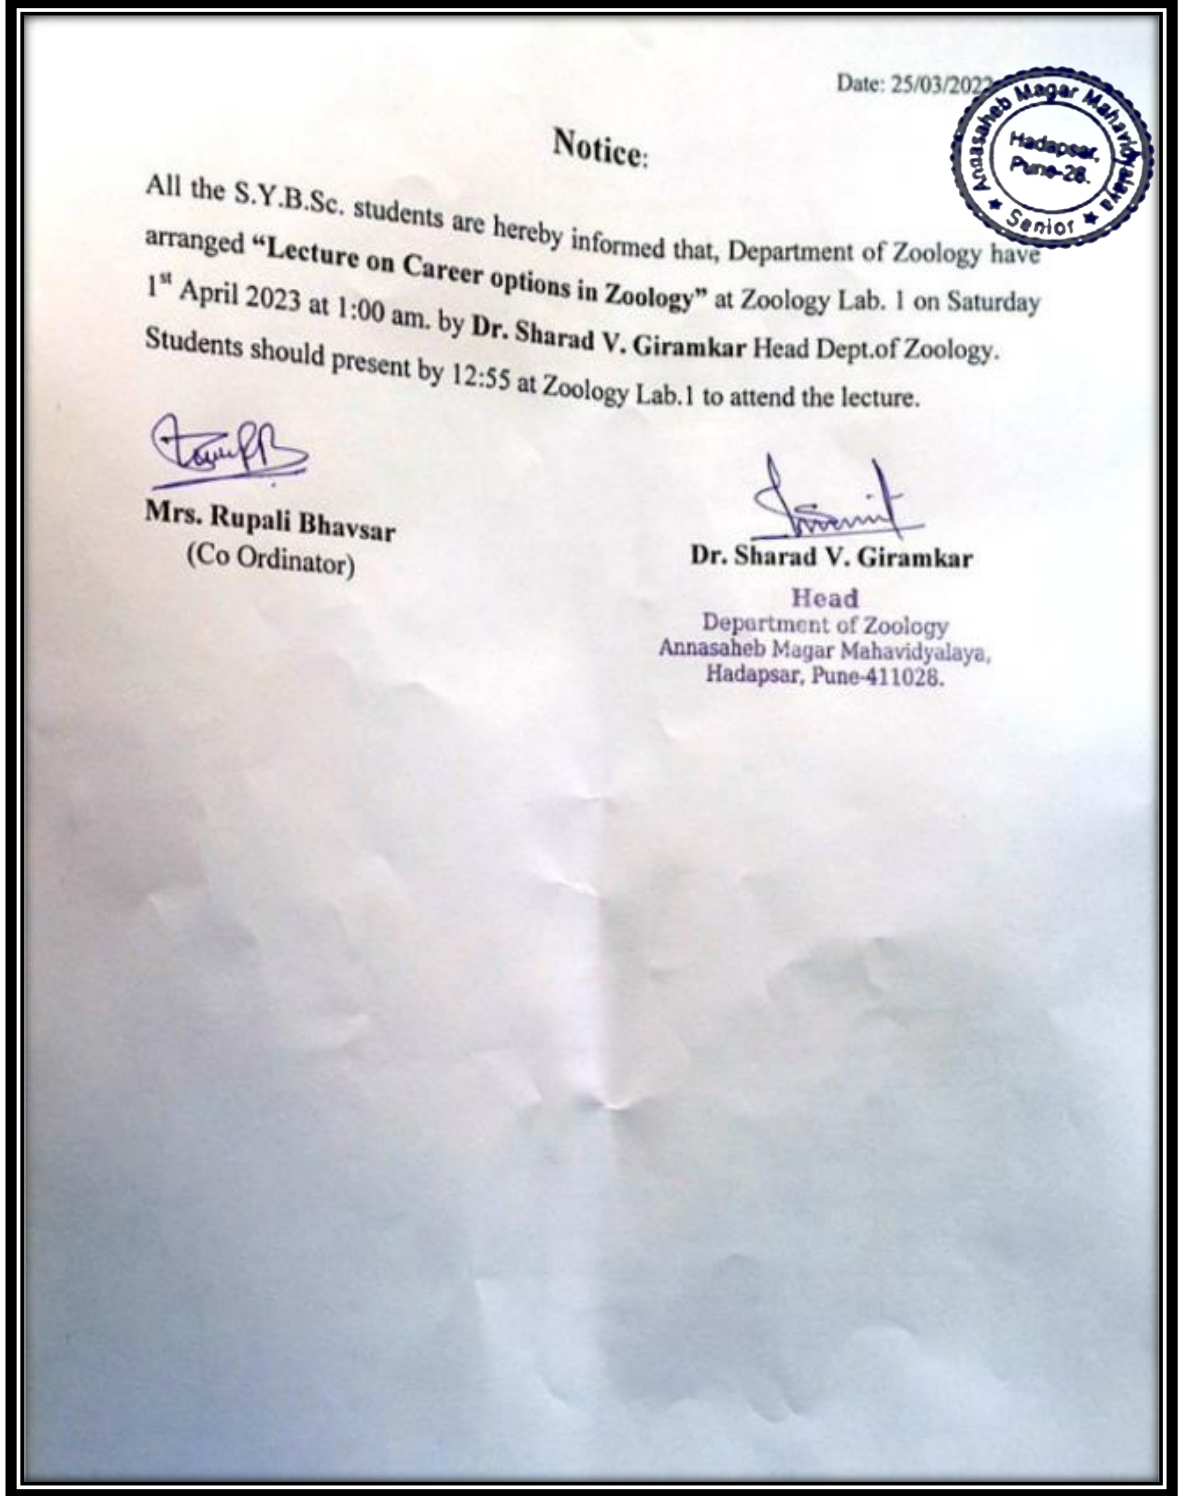 Date: 25/03/2022
Annasaheb Magar Mahavidyalaya
Hadapsar,
Pune-28.
★ Senior ★
Notice:
All the S.Y.B.Sc. students are hereby informed that, Department of Zoology have
arranged “Lecture on Career options in Zoology” at Zoology Lab. 1 on Saturday
1st April 2023 at 1:00 am. by Dr. Sharad V. Giramkar Head Dept.of Zoology.
Students should present by 12:55 at Zoology Lab.1 to attend the lecture.
Mrs. Rupali Bhavsar
(Co Ordinator)
Dr. Sharad V. Giramkar
Head
Department of Zoology
Annasaheb Magar Mahavidyalaya,
Hadapsar, Pune-411028.